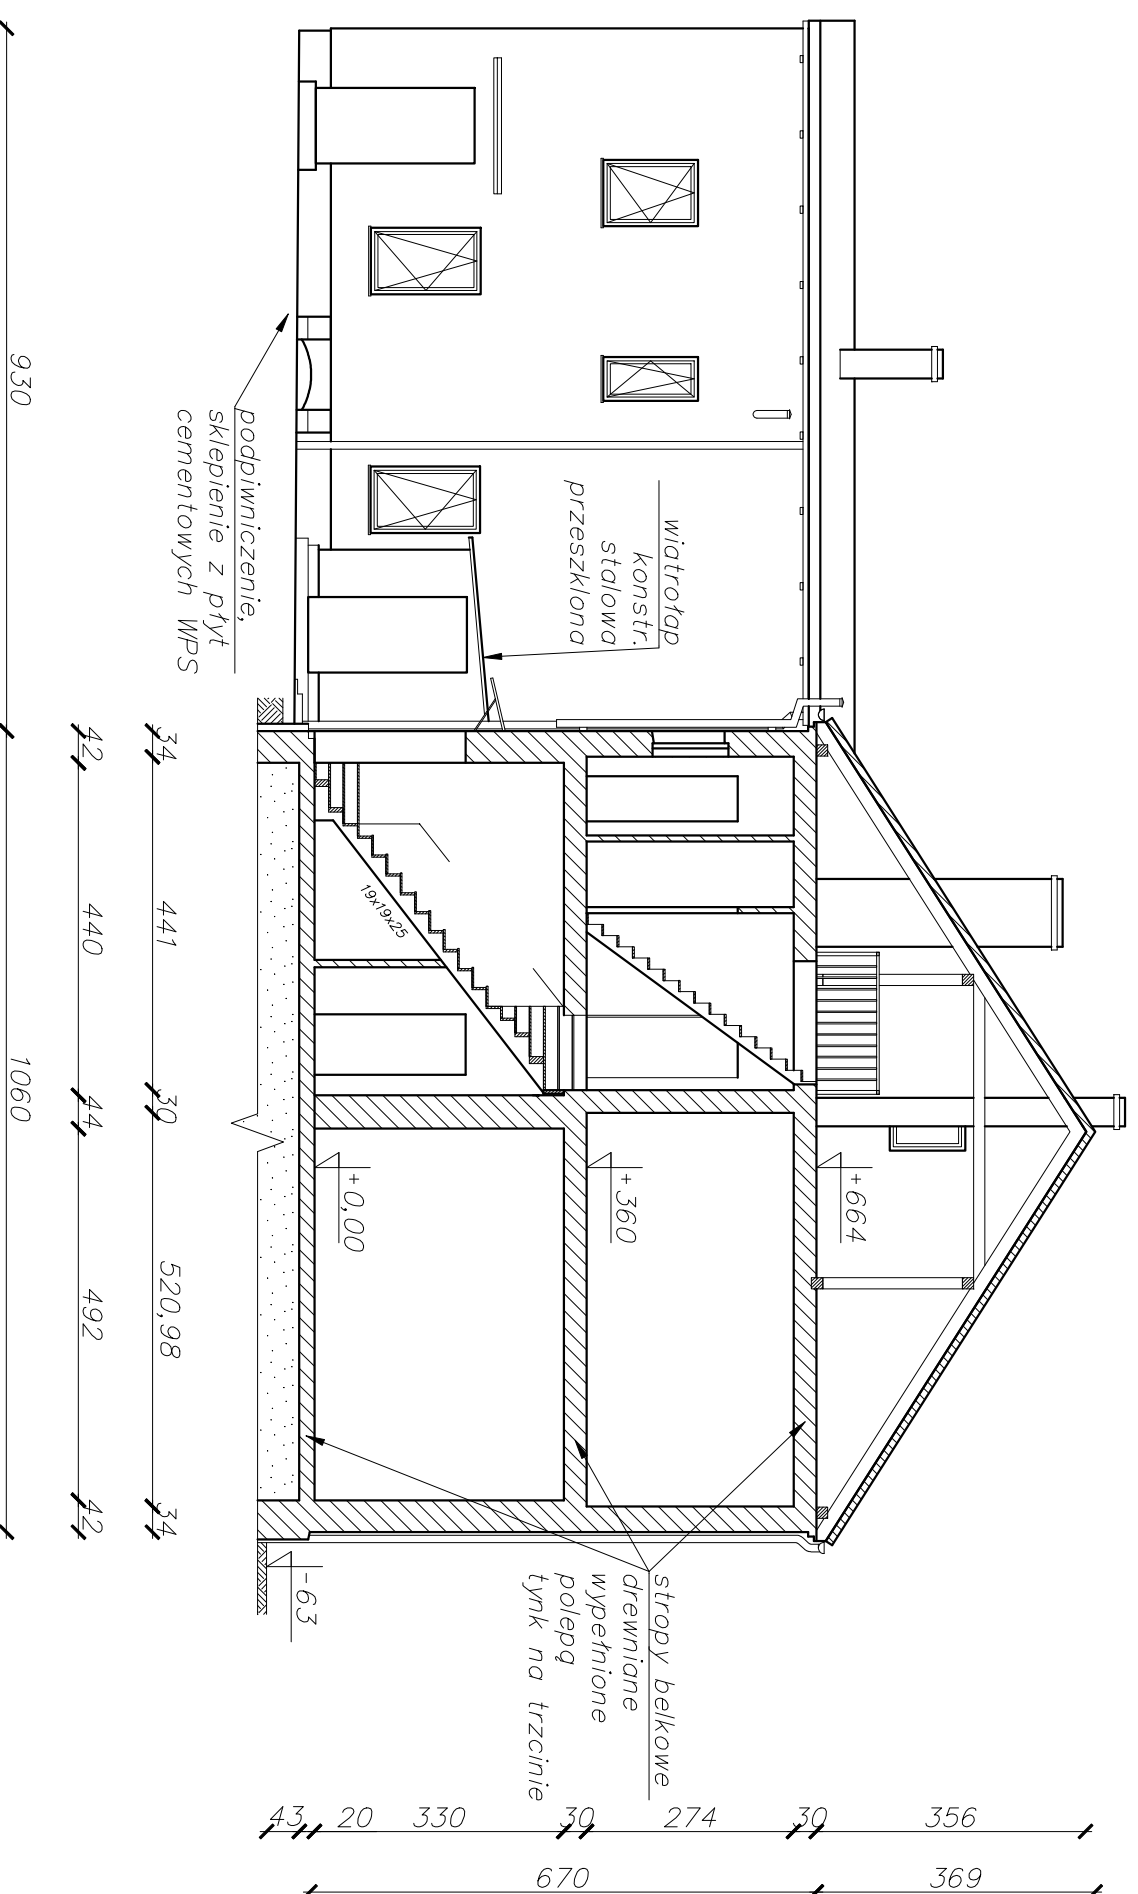 wiatrołap
konstr.
stalowa
przeszklona
podpiwniczenie,
sklepienie z płyt
cementowych WPS
19x19x25
+664
+360
+0,00
-63
stropy belkowe
drewniane
wypełnione
polepą
tynk na trzcinie
34 441 30 520,98 34
42 440 44 492 42
930 1060
43 20 330 30 274 30 356
670 369